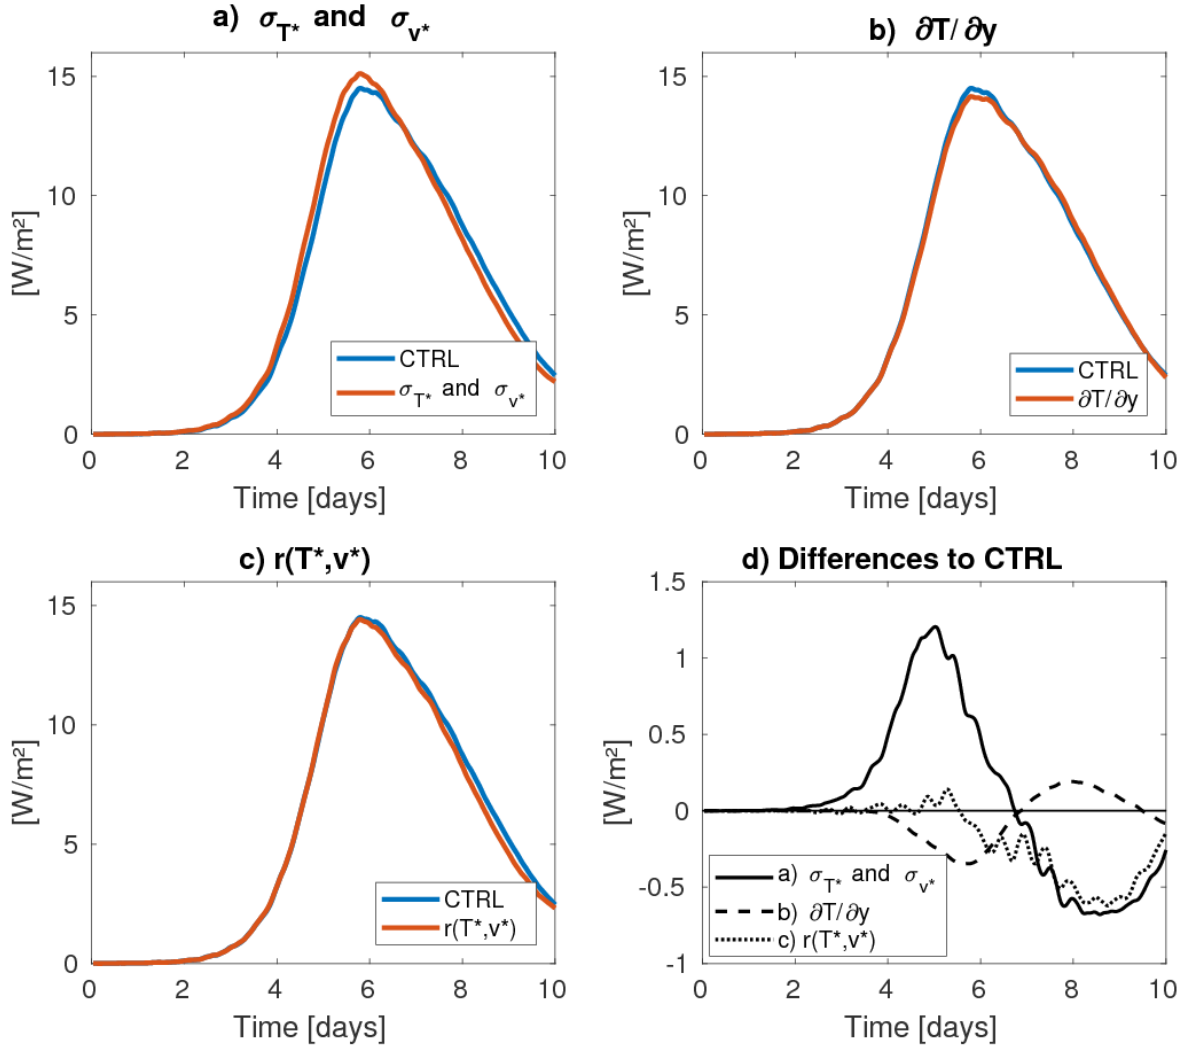 a) σT* and σv*
15
10
5
0
[W/m²]
CTRL
σT* and σv*
0 2 4 6 8 10
Time [days]
b) ∂T/∂y
15
10
5
0
[W/m²]
CTRL
∂T/∂y
0 2 4 6 8 10
Time [days]
c) r(T*,v*)
15
10
5
0
[W/m²]
CTRL
r(T*,v*)
0 2 4 6 8 10
Time [days]
d) Differences to CTRL
1.5
1
0.5
0
-0.5
-1
[W/m²]
a) σT* and σv*
b) ∂T/∂y
c) r(T*,v*)
0 2 4 6 8 10
Time [days]